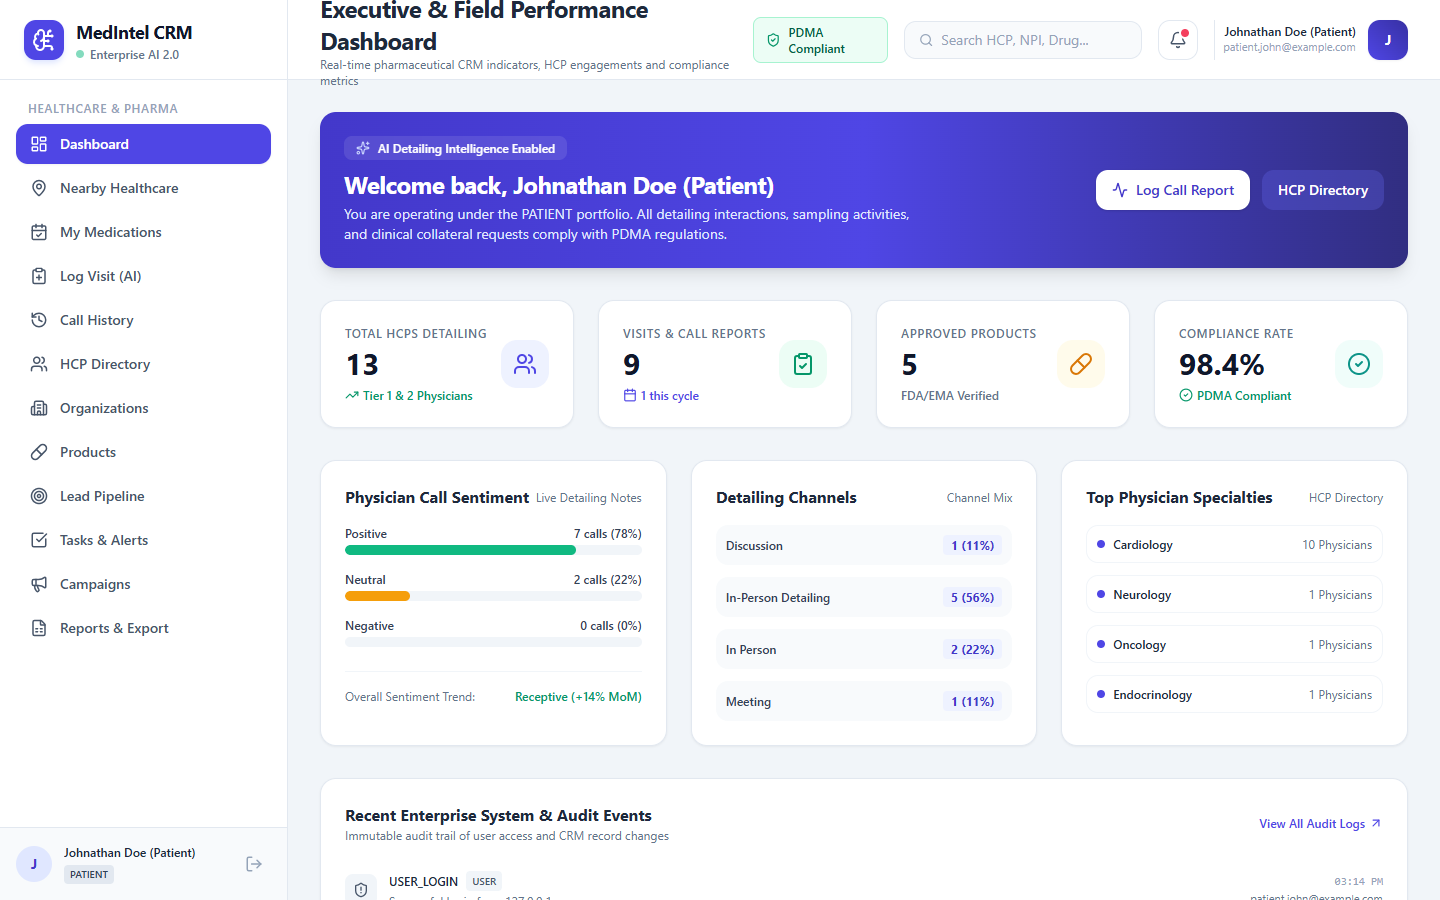 MedIntel CRM
Enterprise AI 2.0
HEALTHCARE & PHARMA
Dashboard
Nearby Healthcare
My Medications
Log Visit (AI)
Call History
HCP Directory
Organizations
Products
Lead Pipeline
Tasks & Alerts
Campaigns
Reports & Export
J
Johnathan Doe (Patient)
PATIENT
Executive & Field Performance
Dashboard
Real-time pharmaceutical CRM indicators, HCP engagements and compliance
metrics
PDMA
Compliant
Search HCP, NPI, Drug...
Johnathan Doe (Patient)
patient.john@example.com
J
AI Detailing Intelligence Enabled
Welcome back, Johnathan Doe (Patient)
You are operating under the PATIENT portfolio. All detailing interactions, sampling activities,
and clinical collateral requests comply with PDMA regulations.
Log Call Report
HCP Directory
TOTAL HCPS DETAILING
13
Tier 1 & 2 Physicians
VISITS & CALL REPORTS
9
1 this cycle
APPROVED PRODUCTS
5
FDA/EMA Verified
COMPLIANCE RATE
98.4%
PDMA Compliant
Physician Call Sentiment Live Detailing Notes
Positive 7 calls (78%)
Neutral 2 calls (22%)
Negative 0 calls (0%)
Overall Sentiment Trend: Receptive (+14% MoM)
Detailing Channels Channel Mix
Discussion 1 (11%)
In-Person Detailing 5 (56%)
In Person 2 (22%)
Meeting 1 (11%)
Top Physician Specialties HCP Directory
Cardiology 10 Physicians
Neurology 1 Physicians
Oncology 1 Physicians
Endocrinology 1 Physicians
Recent Enterprise System & Audit Events
Immutable audit trail of user access and CRM record changes
View All Audit Logs
USER_LOGIN USER
03:14 PM
patient.john@example.com